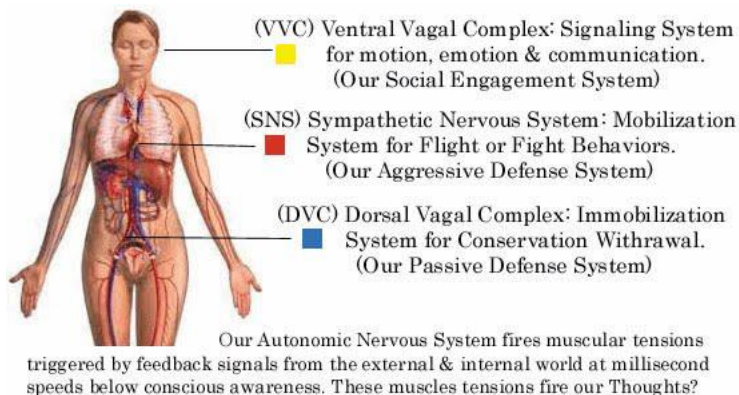 (VVC) Ventral Vagal Complex: Signaling System
for motion, emotion & communication.
(Our Social Engagement System)
(SNS) Sympathetic Nervous System: Mobilization
System for Flight or Fight Behaviors.
(Our Aggressive Defense System)
(DVC) Dorsal Vagal Complex: Immobilization
System for Conservation Withrawal.
(Our Passive Defense System)
Our Autonomic Nervous System fires muscular tensions
triggered by feedback signals from the external & internal world at millisecond
speeds below conscious awareness. These muscles tensions fire our Thoughts?